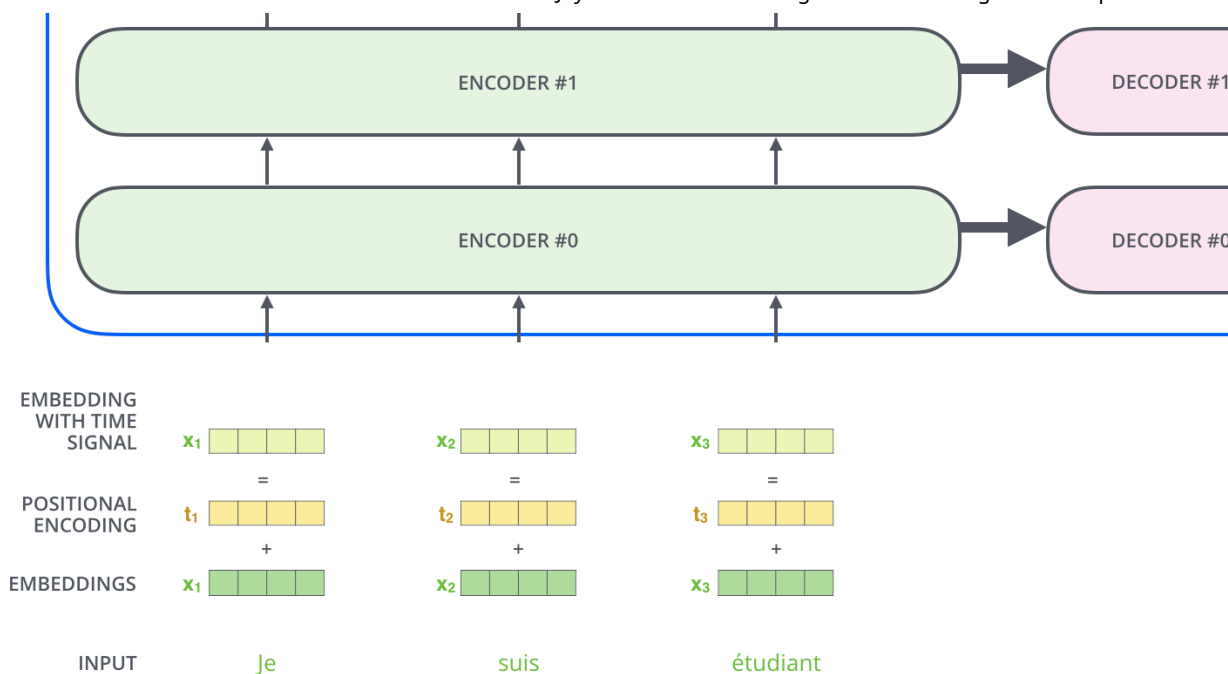 ENCODER #1
DECODER #1
ENCODER #0
DECODER #0
EMBEDDING
WITH TIME
SIGNAL
x₁ x₂ x₃
= = =
POSITIONAL
ENCODING
t₁ t₂ t₃
+ + +
EMBEDDINGS x₁ x₂ x₃
INPUT Je suis étudiant